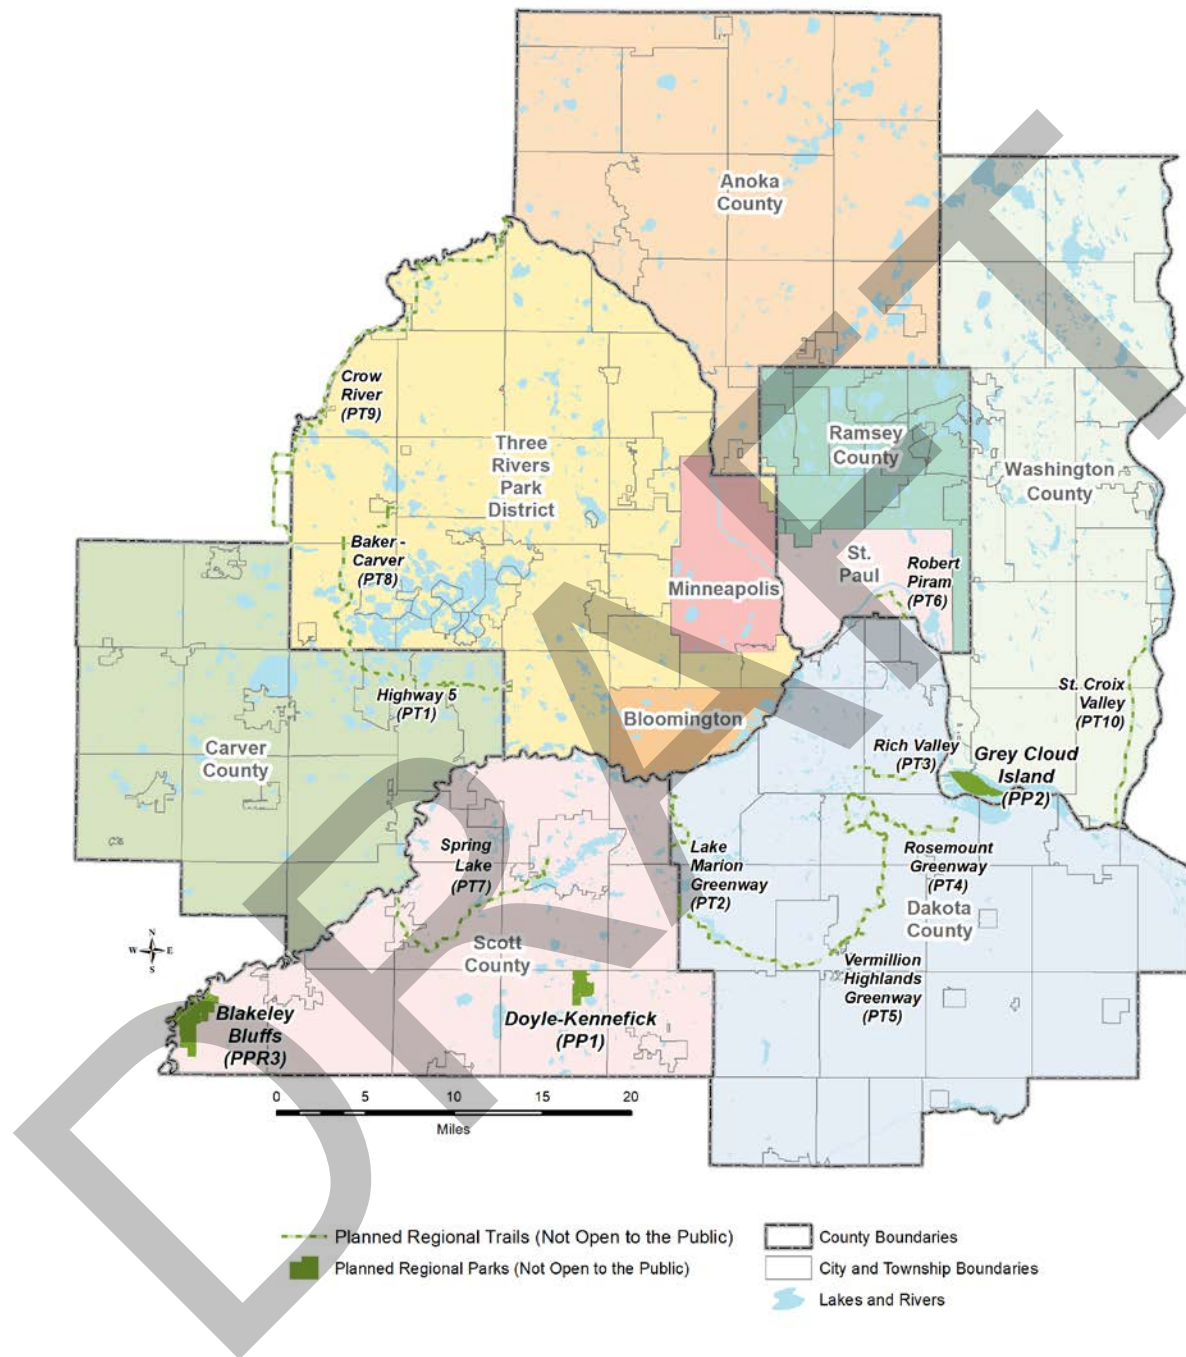 Anoka
County
Crow
River
(PT9)
Three
Rivers
Park
District
Ramsey
County
Washington
County
Baker -
Carver
(PT8)
St.
Paul
Robert
Piram
(PT6)
Minneapolis
Highway 5
(PT1)
St. Croix
Valley
(PT10)
Bloomington
Carver
County
Rich Valley
(PT3)
Grey Cloud
Island
(PP2)
Spring
Lake
(PT7)
Lake
Marion
Greenway
(PT2)
Rosemount
Greenway
(PT4)
Dakota
County
Scott
County
N
W E
S
Vermillion
Highlands
Greenway
(PT5)
Blakeley
Bluffs
(PPR3)
Doyle-Kennefick
(PP1)
0 5 10 15 20
Miles
DRAFT
Planned Regional Trails (Not Open to the Public)
Planned Regional Parks (Not Open to the Public)
County Boundaries
City and Township Boundaries
Lakes and Rivers